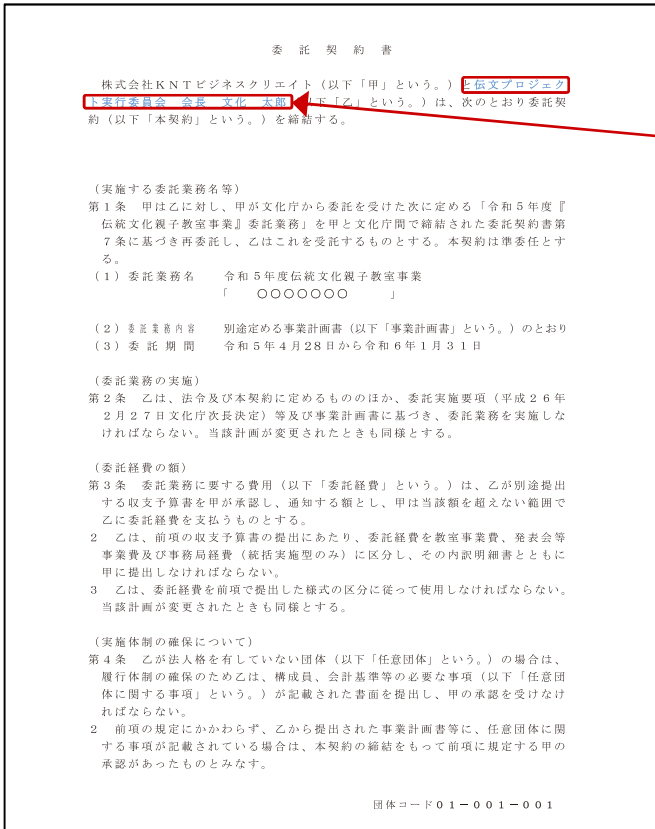 委託契約書
株式会社KNTビジネスクリエイト(以下「甲」という。)と伝文プロジェク
ト実行委員会 会長 文化 太郎(以下「乙」という。)は、次のとおり委託契
約(以下「本契約」という。)を締結する。
(実施する委託業務名等)
第1条 甲は乙に対し、甲が文化庁から委託を受けた次に定める「令和5年度『
伝統文化親子教室事業』委託業務」を甲と文化庁間で締結された委託契約書第
7条に基づき再委託し、乙はこれを受託するものとする。本契約は準委任とす
る。
(1)委託業務名 令和5年度伝統文化親子教室事業
「 〇〇〇〇〇〇〇 」
(2)委託業務内容 別途定める事業計画書(以下「事業計画書」という。)のとおり
(3)委託期間 令和5年4月28日から令和6年1月31日
(委託業務の実施)
第2条 乙は、法令及び本契約に定めるもののほか、委託実施要項(平成26年
2月27日文化庁次長決定)等及び事業計画書に基づき、委託業務を実施しな
ければならない。当該計画が変更されたときも同様とする。
(委託経費の額)
第3条 委託業務に要する費用(以下「委託経費」という。)は、乙が別途提出
する収支予算書を甲が承認し、通知する額とし、甲は当該額を超えない範囲で
乙に委託経費を支払うものとする。
2 乙は、前項の収支予算書の提出にあたり、委託経費を教室事業費、発表会等
事業費及び事務局経費(統括実施型のみ)に区分し、その内訳明細書とともに
甲に提出しなければならない。
3 乙は、委託経費を前項で提出した様式の区分に従って使用しなければならない。
当該計画が変更されたときも同様とする。
(実施体制の確保について)
第4条 乙が法人格を有していない団体(以下「任意団体」という。)の場合は、
履行体制の確保のため乙は、構成員、会計基準等の必要な事項(以下「任意団
体に関する事項」という。)が記載された書面を提出し、甲の承認を受けなけ
ればならない。
2 前項の規定にかかわらず、乙から提出された事業計画書等に、任意団体に関
する事項が記載されている場合は、本契約の締結をもって前項に規定する甲の
承認があったものとみなす。
団体コード01-001-001